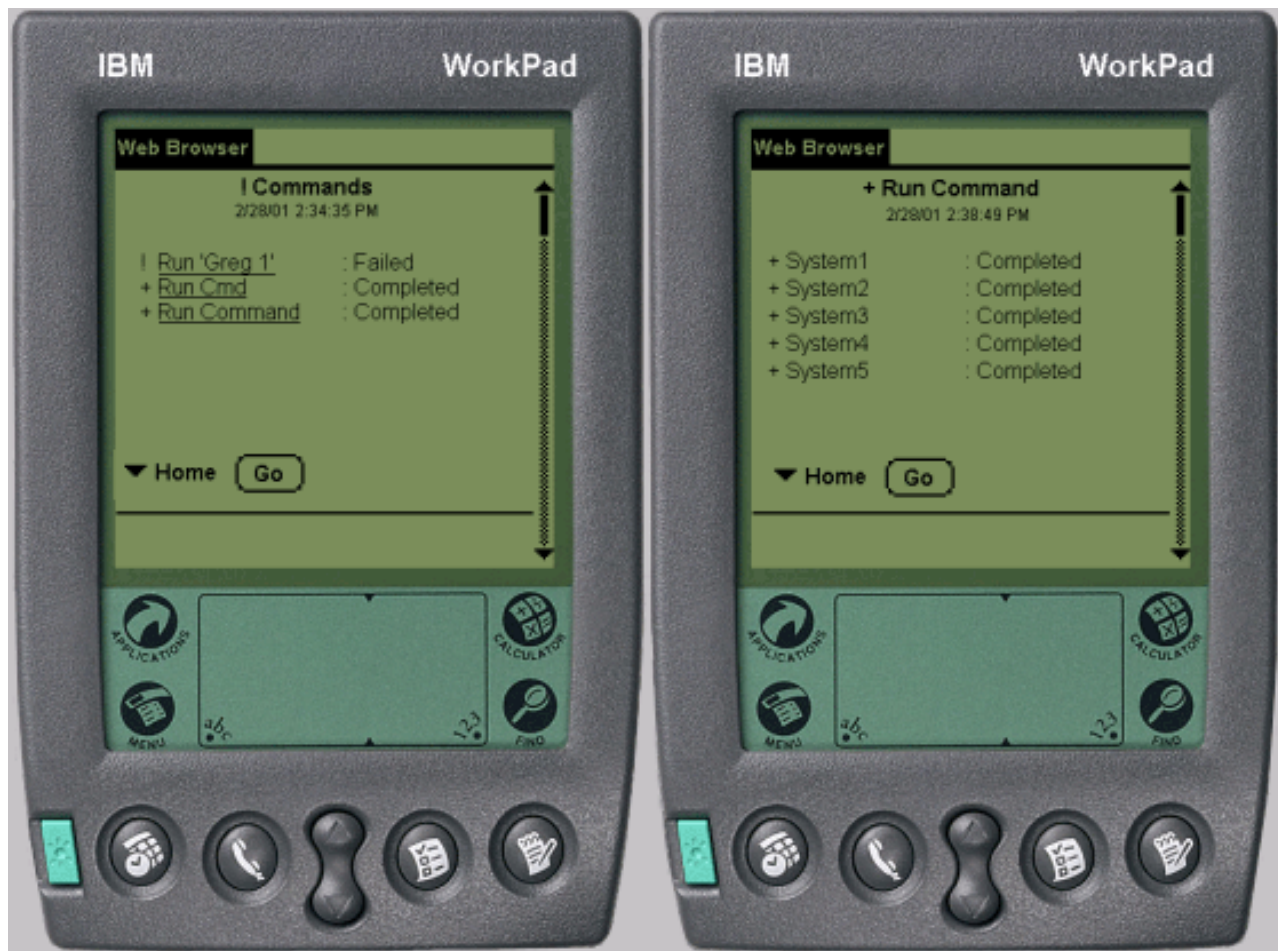 IBM WorkPad
Web Browser
! Commands
2/28/01 2:34:35 PM
! Run 'Greg 1' : Failed
+ Run Cmd : Completed
+ Run Command : Completed
Home Go
APPLICATIONS
CALCULATOR
MENU
abc
123
FIND
IBM WorkPad
Web Browser
+ Run Command
2/28/01 2:38:49 PM
+ System1 : Completed
+ System2 : Completed
+ System3 : Completed
+ System4 : Completed
+ System5 : Completed
Home Go
APPLICATIONS
CALCULATOR
MENU
abc
123
FIND